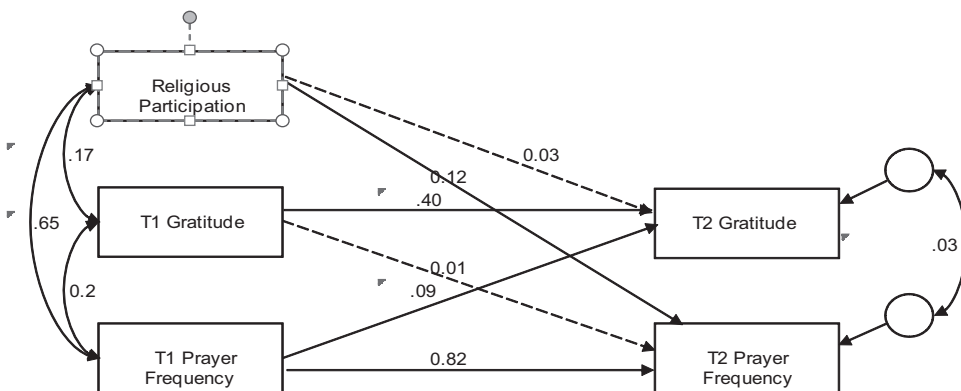 Religious
Participation
.17
0.03
0.12
.40
T1 Gratitude
T2 Gratitude
.65
.03
0.2
0.01
.09
T1 Prayer
Frequency
0.82
T2 Prayer
Frequency